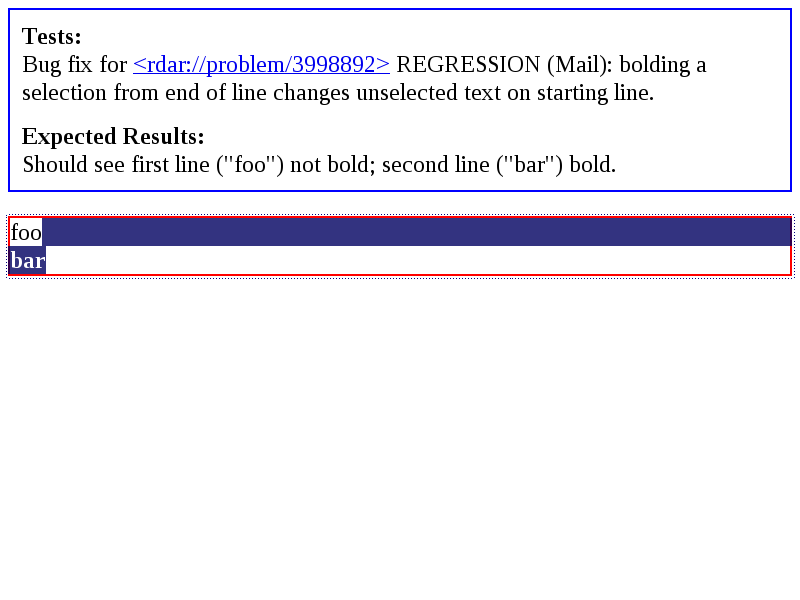 Tests:
Bug fix for <rdar://problem/3998892> REGRESSION (Mail): bolding a
selection from end of line changes unselected text on starting line.
Expected Results:
Should see first line ("foo") not bold; second line ("bar") bold.
foo
bar